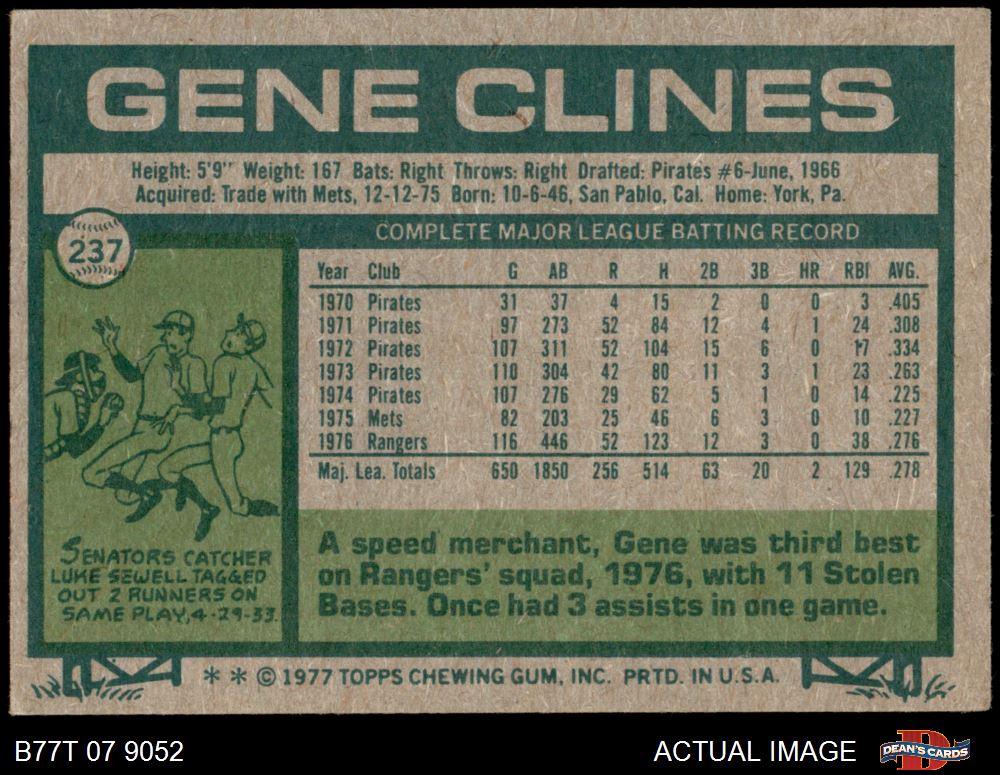 GENE CLINES
Height: 5'9" Weight: 167 Bats: Right Throws: Right Drafted: Pirates #6-June, 1966
Acquired: Trade with Mets, 12-12-75 Born: 10-6-46, San Pablo, Cal. Home: York, Pa.
237
COMPLETE MAJOR LEAGUE BATTING RECORD
Year Club G AB R H 2B 3B HR RBI AVG.
1970 Pirates 31 37 4 15 2 0 0 3 .405
1971 Pirates 97 273 52 84 12 4 1 24 .308
1972 Pirates 107 311 52 104 15 6 0 17 .334
1973 Pirates 110 304 42 80 11 3 1 23 .263
1974 Pirates 107 276 29 62 5 1 0 14 .225
1975 Mets 82 203 25 46 6 3 0 10 .227
1976 Rangers 116 446 52 123 12 3 0 38 .276
Maj. Lea. Totals 650 1850 256 514 63 20 2 129 .278
SENATORS CATCHER
LUKE SEWELL TAGGED
OUT 2 RUNNERS ON
SAME PLAY, 4-29-33.
A speed merchant, Gene was third best
on Rangers' squad, 1976, with 11 Stolen
Bases. Once had 3 assists in one game.
* * © 1977 TOPPS CHEWING GUM, INC. PRTD. IN U.S.A.
B77T 07 9052
ACTUAL IMAGE
D
DEAN'S CARDS